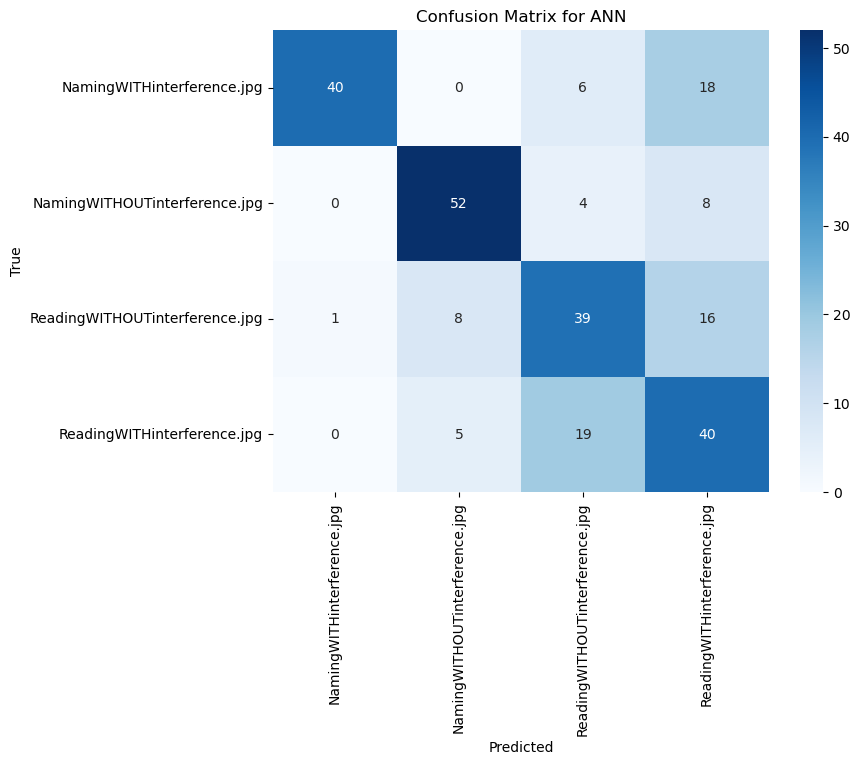 Confusion Matrix for ANN
NamingWITHinterference.jpg
40 0 6 18
NamingWITHOUTinterference.jpg
0 52 4 8
ReadingWITHOUTinterference.jpg
1 8 39 16
ReadingWITHinterference.jpg
0 5 19 40
True
NamingWITHinterference.jpg
NamingWITHOUTinterference.jpg
ReadingWITHOUTinterference.jpg
ReadingWITHinterference.jpg
Predicted
50
40
30
20
10
0